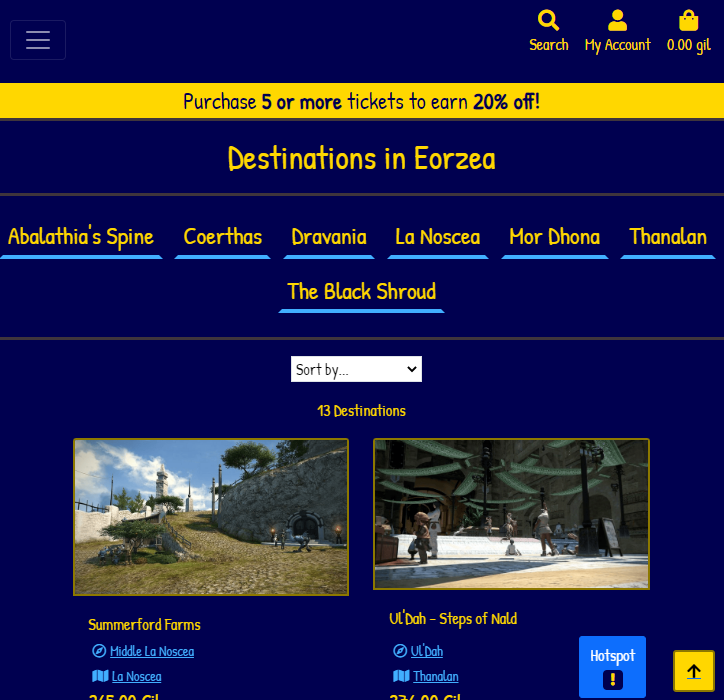 Search My Account 0.00 gil
Purchase 5 or more tickets to earn 20% off!
Destinations in Eorzea
Abalathia's Spine Coerthas Dravania La Noscea Mor Dhona Thanalan
The Black Shroud
Sort by...
13 Destinations
Summerford Farms
Middle La Noscea
La Noscea
Ul'Dah - Steps of Nald
Ul'Dah
Thanalan
Hotspot
!